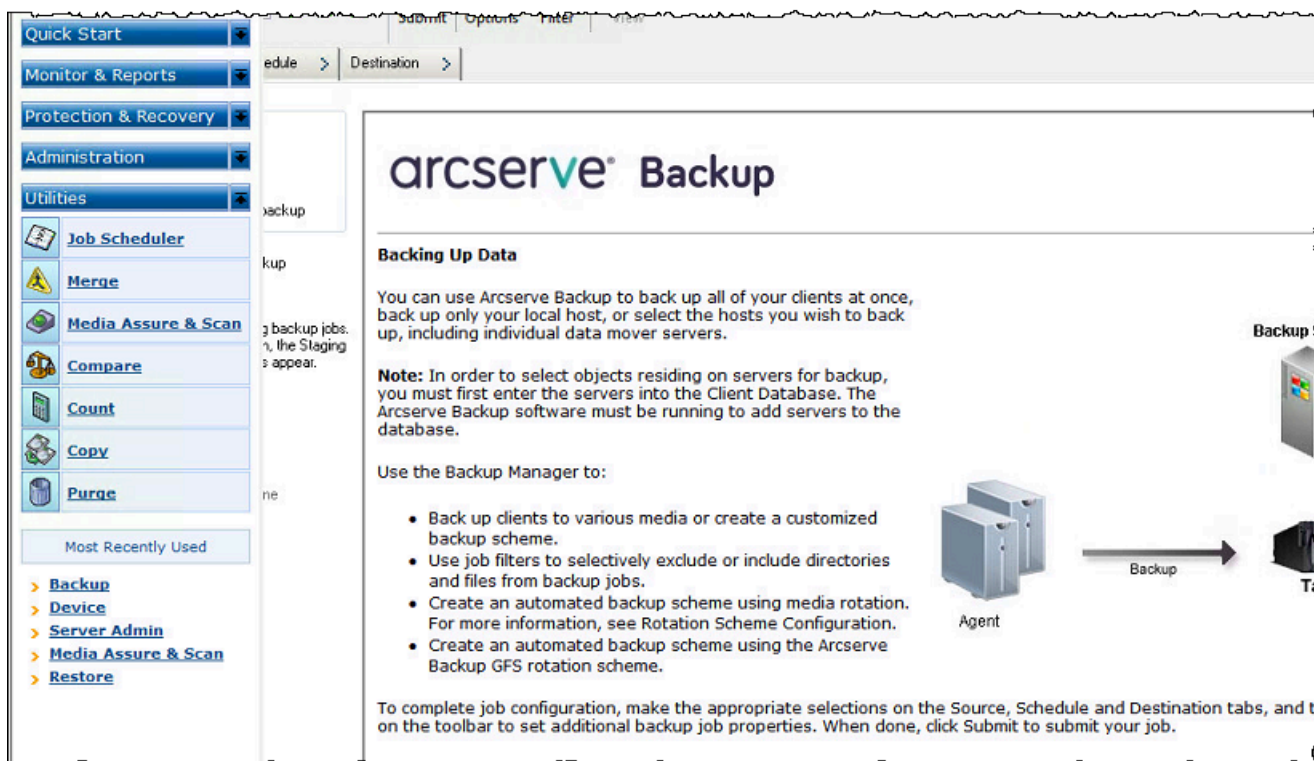 Submit Options Filter View
Quick Start
edule > Destination >
Monitor & Reports
Protection & Recovery
Administration
Utilities
Job Scheduler
Merge
Media Assure & Scan
Compare
Count
Copy
Purge
Most Recently Used
> Backup
> Device
> Server Admin
> Media Assure & Scan
> Restore
backup
kup
g backup jobs.
n, the Staging
s appear.
ne
arcserve® Backup
Backing Up Data
You can use Arcserve Backup to back up all of your clients at once,
back up only your local host, or select the hosts you wish to back
up, including individual data mover servers.
Note: In order to select objects residing on servers for backup,
you must first enter the servers into the Client Database. The
Arcserve Backup software must be running to add servers to the
database.
Use the Backup Manager to:
• Back up clients to various media or create a customized
backup scheme.
• Use job filters to selectively exclude or include directories
and files from backup jobs.
• Create an automated backup scheme using media rotation.
For more information, see Rotation Scheme Configuration.
• Create an automated backup scheme using the Arcserve
Backup GFS rotation scheme.
Backup
Agent
Backup
Ta
To complete job configuration, make the appropriate selections on the Source, Schedule and Destination tabs, and t
on the toolbar to set additional backup job properties. When done, click Submit to submit your job.